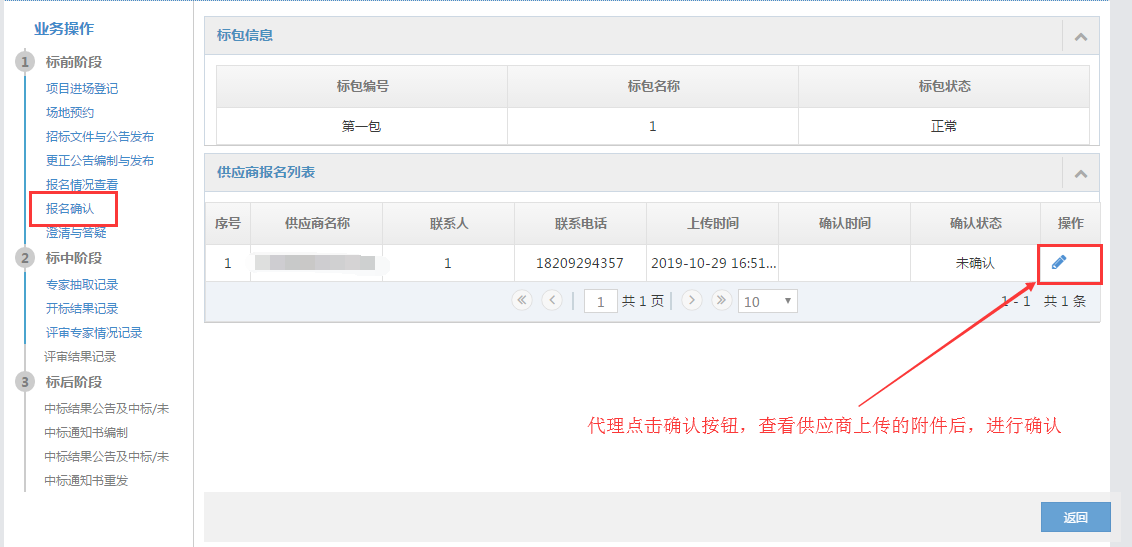 业务操作
1 标前阶段
项目进场登记
场地预约
招标文件与公告发布
更正公告编制与发布
报名情况查看
报名确认
澄清与答疑
2 标中阶段
专家抽取记录
开标结果记录
评审专家情况记录
评审结果记录
3 标后阶段
中标结果公告及中标/未
中标通知书编制
中标结果公告及中标/未
中标通知书重发
标包信息
标包编号 标包名称 标包状态
第一包 1 正常
供应商报名列表
序号 供应商名称 联系人 联系电话 上传时间 确认时间 确认状态 操作
1 1 18209294357 2019-10-29 16:51... 未确认
1 共 1 页 10 1 - 1 共 1 条
代理点击确认按钮，查看供应商上传的附件后，进行确认
返回